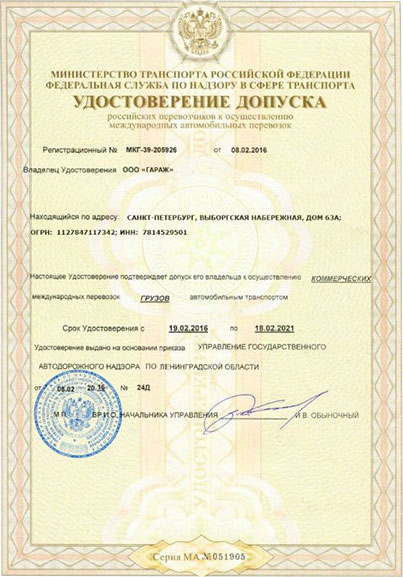 МИНИСТЕРСТВО ТРАНСПОРТА РОССИЙСКОЙ ФЕДЕРАЦИИ
ФЕДЕРАЛЬНАЯ СЛУЖБА ПО НАДЗОРУ В СФЕРЕ ТРАНСПОРТА
УДОСТОВЕРЕНИЕ ДОПУСКА
российских перевозчиков к осуществлению
международных автомобильных перевозок
Регистрационный № МКГ-39-205926 от 08.02.2016
Владелец Удостоверения ООО «ГАРАЖ»
Находящийся по адресу: САНКТ-ПЕТЕРБУРГ, ВЫБОРГСКАЯ НАБЕРЕЖНАЯ, ДОМ 63А;
ОГРН: 1127847117342; ИНН: 7814529501
Настоящее Удостоверение подтверждает допуск его владельца к осуществлению КОММЕРЧЕСКИХ
международных перевозок ГРУЗОВ автомобильным транспортом
Срок Удостоверения с 19.02.2016 по 18.02.2021
Удостоверение выдано на основании приказа УПРАВЛЕНИЕ ГОСУДАРСТВЕННОГО
АВТОДОРОЖНОГО НАДЗОРА ПО ЛЕНИНГРАДСКОЙ ОБЛАСТИ
от 08.02 2016 № 24Д
М.П. ВР.И.О. НАЧАЛЬНИКА УПРАВЛЕНИЯ И.В. ОБЫНОЧНЫЙ
Серия МА № 051905